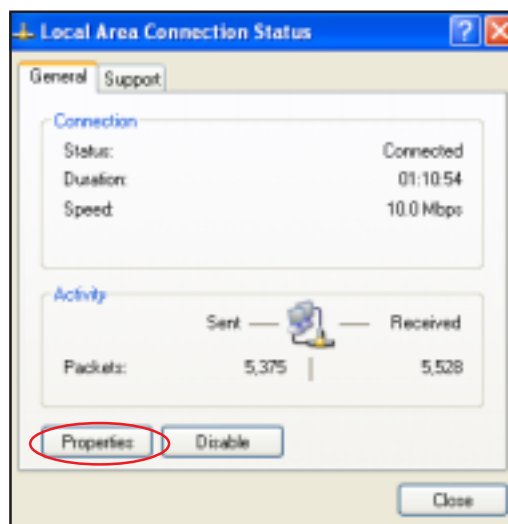 Local Area Connection Status
?
General Support
Connection
Status: Connected
Duration: 01:10:54
Speed: 10.0 Mbps
Activity
Sent — — Received
Packets: 5,375 | 5,528
Properties Disable
Close